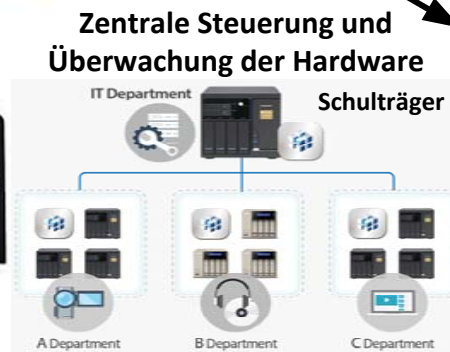 Zentrale Steuerung und
Überwachung der Hardware
IT Department
Schulträger
A Department
B Department
C Department